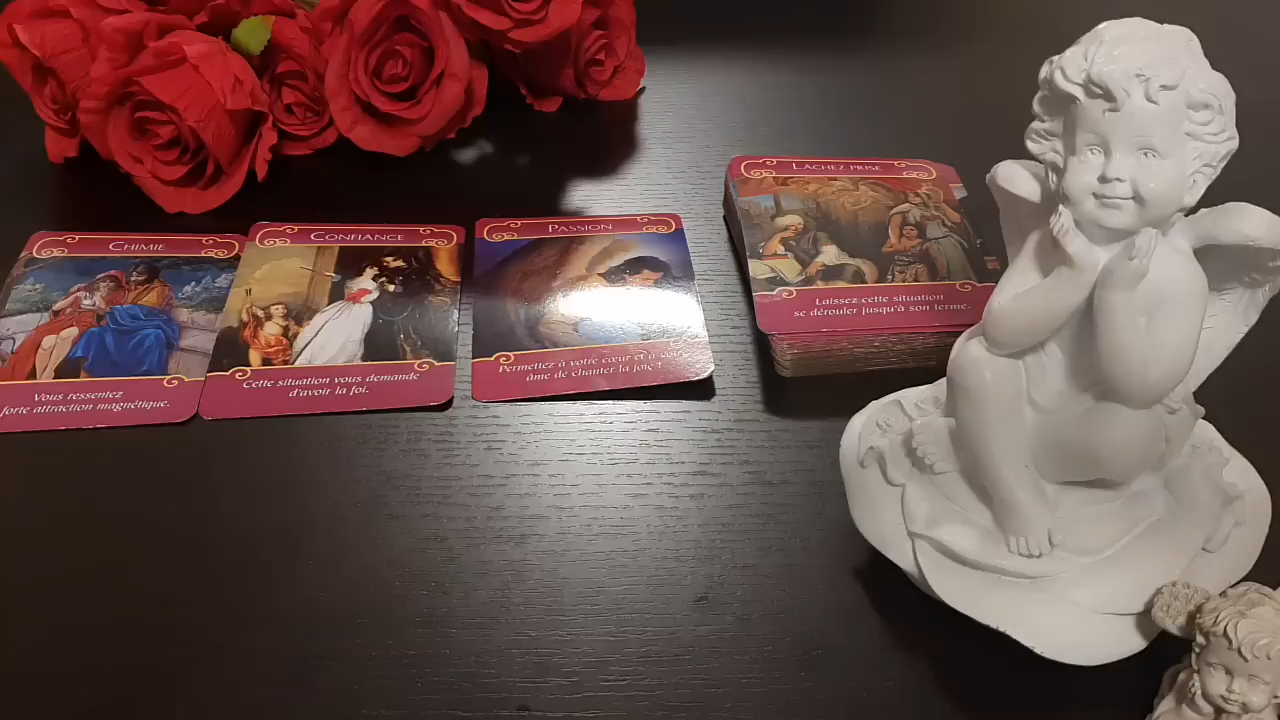 CHIMIE
Vous ressentez
forte attraction magnétique.
CONFIANCE
Cette situation vous demande
d'avoir la foi.
PASSION
Permettez à votre cœur et à votre
âme de chanter la joie !
LÂCHEZ PRISE
Laissez cette situation
se dérouler jusqu'à son terme.